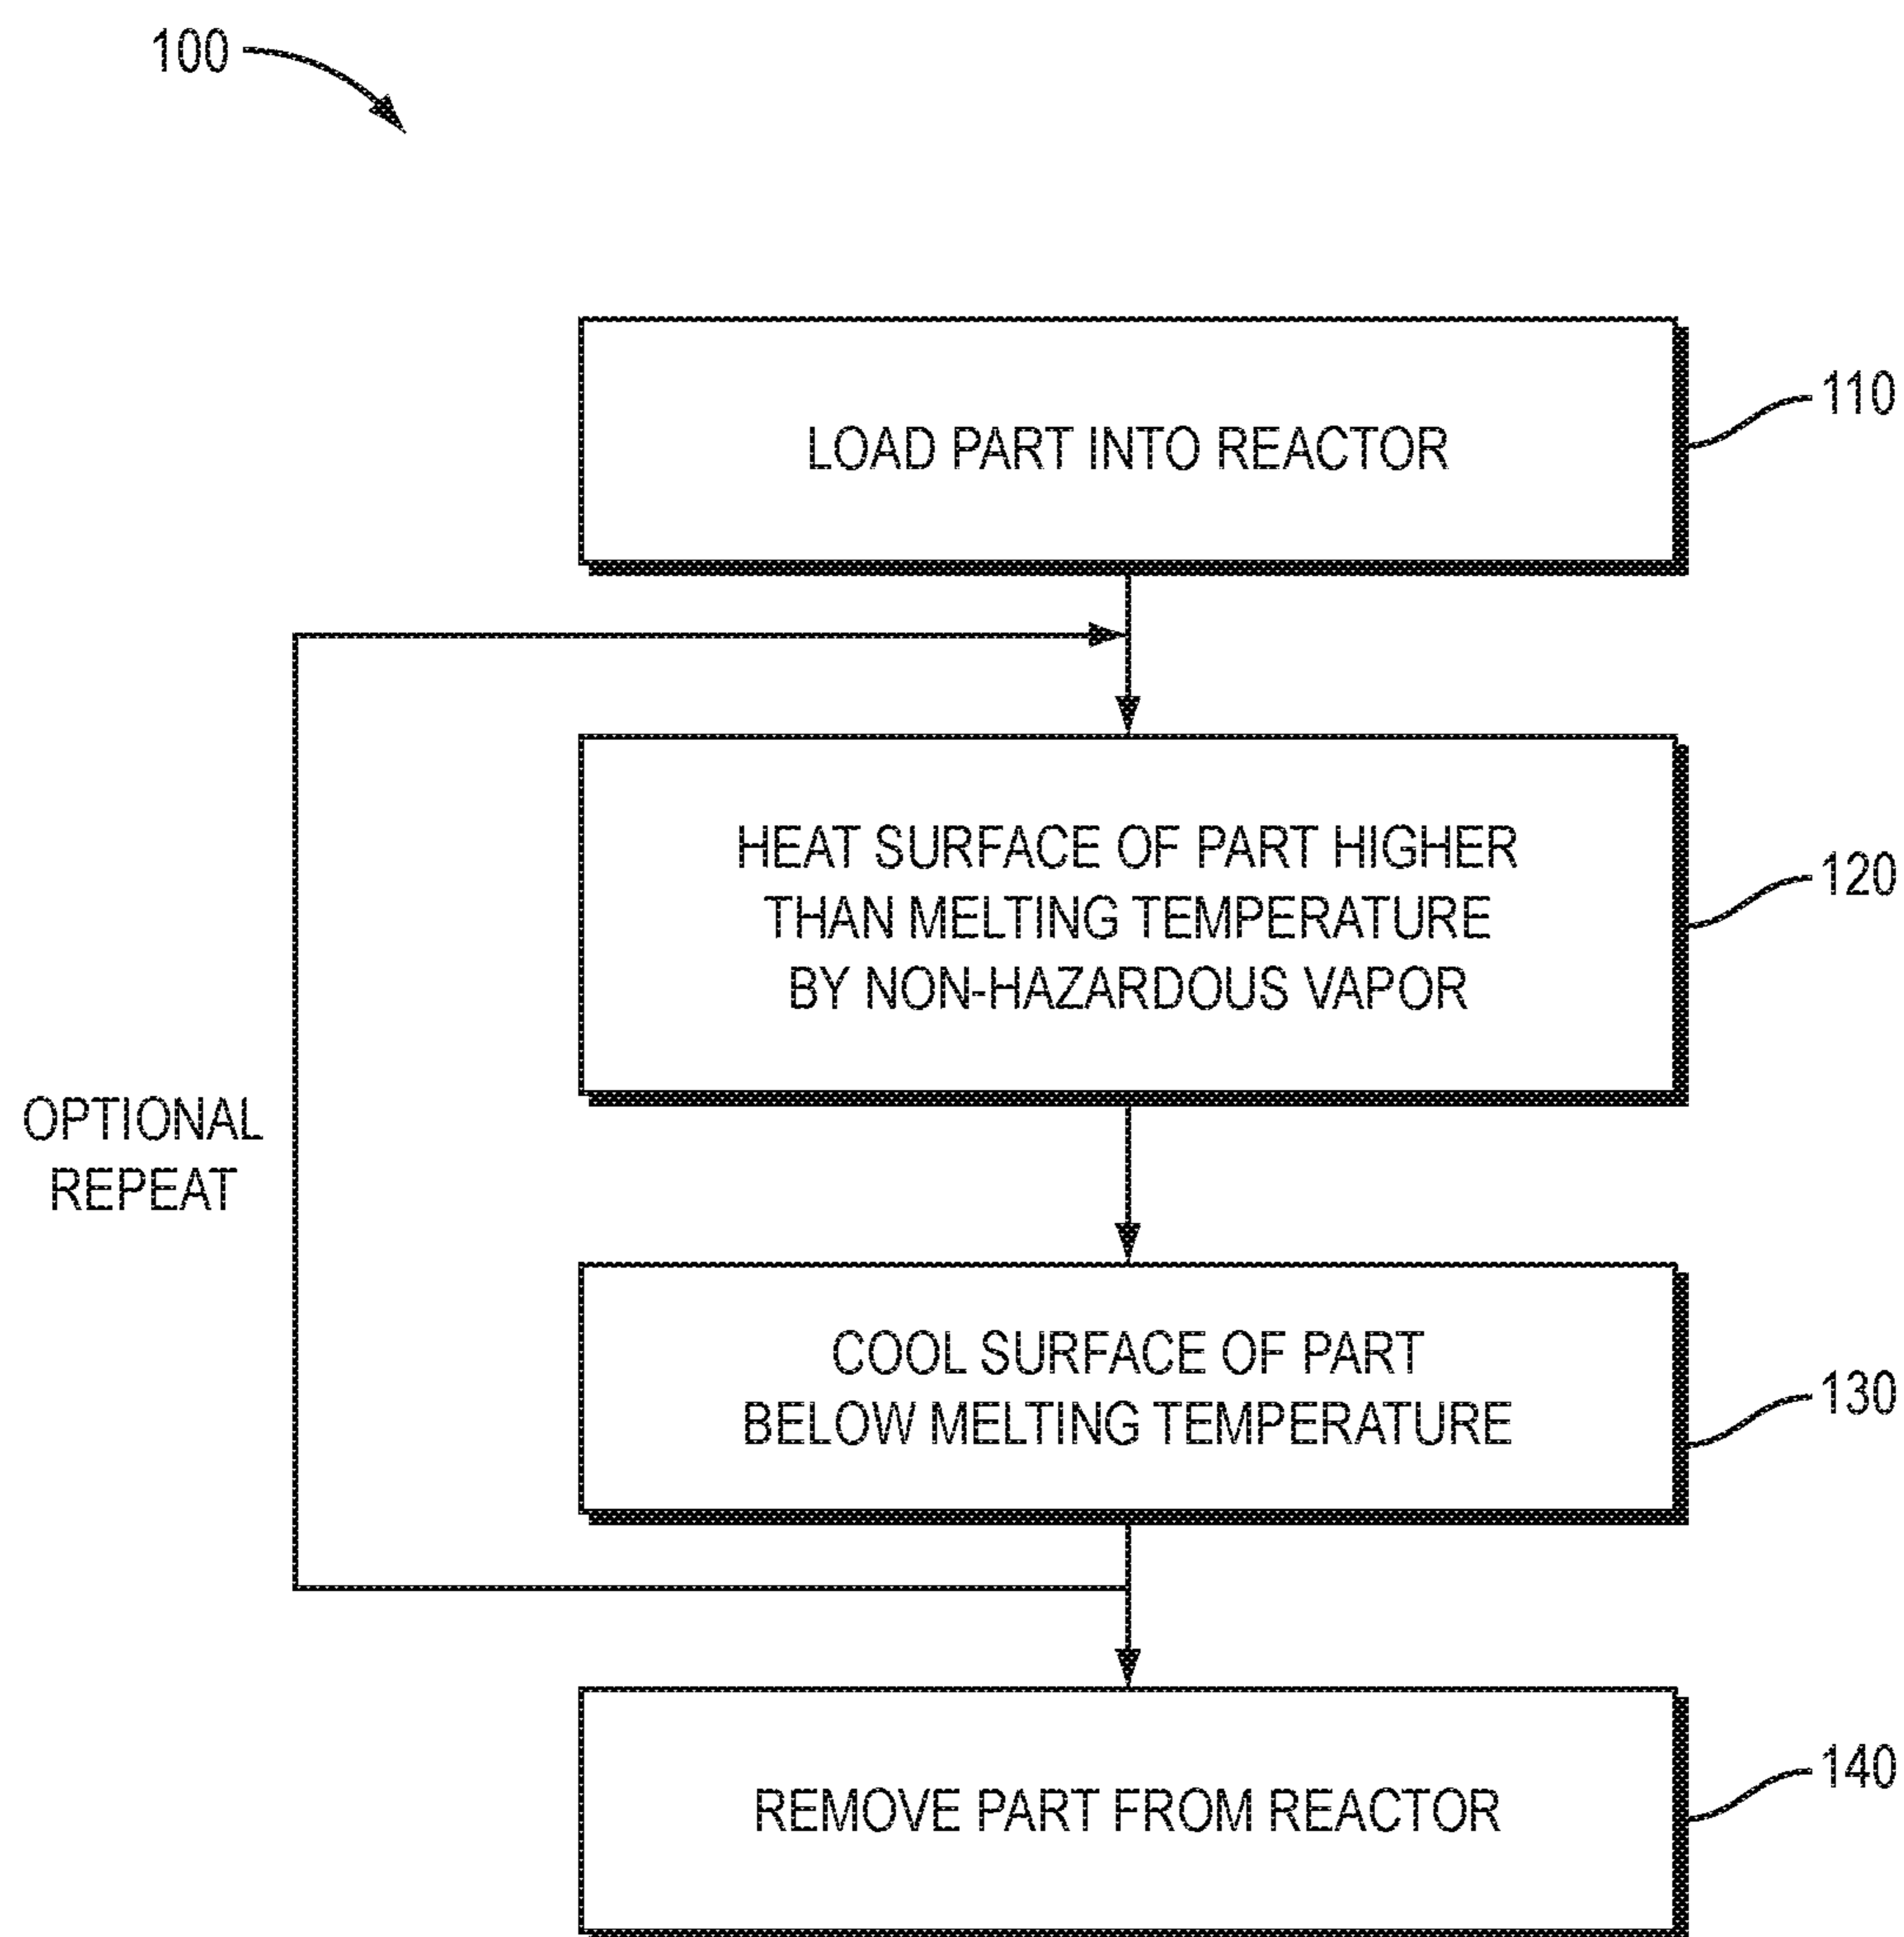 100
LOAD PART INTO REACTOR
110
HEAT SURFACE OF PART HIGHER
THAN MELTING TEMPERATURE
BY NON-HAZARDOUS VAPOR
120
OPTIONAL
REPEAT
COOL SURFACE OF PART
BELOW MELTING TEMPERATURE
130
REMOVE PART FROM REACTOR
140